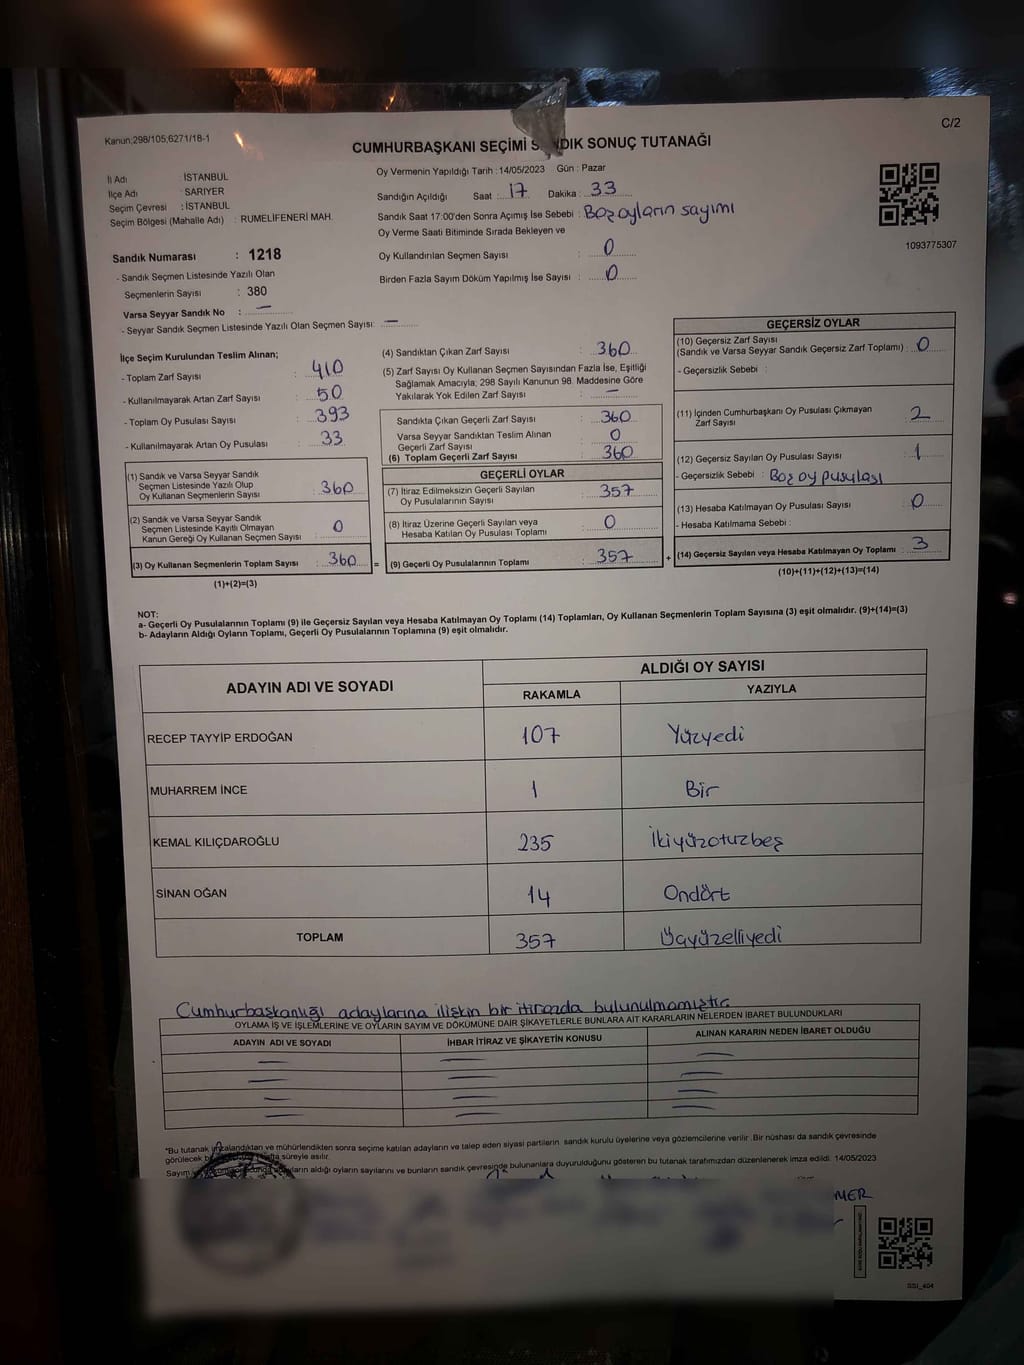 Kanun:298/105;6271/18-1
C/2
CUMHURBAŞKANI SEÇİMİ SANDIK SONUÇ TUTANAĞI
İl Adı : İSTANBUL
İlçe Adı : SARIYER
Seçim Çevresi : İSTANBUL
Seçim Bölgesi (Mahalle Adı) : RUMELİFENERİ MAH.
Oy Vermenin Yapıldığı Tarih : 14/05/2023 Gün : Pazar
Sandığın Açıldığı Saat : 17 Dakika : 33
Sandık Saat 17:00'den Sonra Açımış İse Sebebi : Boş oyların sayımı
Oy Verme Saati Bitiminde Sırada Bekleyen ve
Oy Kullandırılan Seçmen Sayısı : 0
Birden Fazla Sayım Döküm Yapılmış İse Sayısı : 0
1093775307
Sandık Numarası : 1218
- Sandık Seçmen Listesinde Yazılı Olan
Seçmenlerin Sayısı : 380
Varsa Seyyar Sandık No : —
- Seyyar Sandık Seçmen Listesinde Yazılı Olan Seçmen Sayısı: —
İlçe Seçim Kurulundan Teslim Alınan;
- Toplam Zarf Sayısı : 410
- Kullanılmayarak Artan Zarf Sayısı : 50
- Toplam Oy Pusulası Sayısı : 393
- Kullanılmayarak Artan Oy Pusulası : 33
(1) Sandık ve Varsa Seyyar Sandık
Seçmen Listesinde Yazılı Olup
Oy Kullanan Seçmenlerin Sayısı : 360
(2) Sandık ve Varsa Seyyar Sandık
Seçmen Listesinde Kayıtlı Olmayan
Kanun Gereği Oy Kullanan Seçmen Sayısı : 0
(3) Oy Kullanan Seçmenlerin Toplam Sayısı : 360 =
(1)+(2)=(3)
(4) Sandıktan Çıkan Zarf Sayısı : 360
(5) Zarf Sayısı Oy Kullanan Seçmen Sayısından Fazla İse, Eşitliği
Sağlamak Amacıyla; 298 Sayılı Kanunun 98. Maddesine Göre
Yakılarak Yok Edilen Zarf Sayısı : —
Sandıkta Çıkan Geçerli Zarf Sayısı : 360
Varsa Seyyar Sandıktan Teslim Alınan
Geçerli Zarf Sayısı : 0
(6) Toplam Geçerli Zarf Sayısı : 360
GEÇERLİ OYLAR
(7) İtiraz Edilmeksizin Geçerli Sayılan
Oy Pusulalarının Sayısı : 357
(8) İtiraz Üzerine Geçerli Sayılan veya
Hesaba Katılan Oy Pusulası Toplamı : 0
(9) Geçerli Oy Pusulalarının Toplamı : 357 +
GEÇERSİZ OYLAR
(10) Geçersiz Zarf Sayısı
(Sandık ve Varsa Seyyar Sandık Geçersiz Zarf Toplamı) : 0
- Geçersizlik Sebebi :
(11) İçinden Cumhurbaşkanı Oy Pusulası Çıkmayan
Zarf Sayısı : 2
(12) Geçersiz Sayılan Oy Pusulası Sayısı : 1
- Geçersizlik Sebebi : Boş oy pusulası
(13) Hesaba Katılmayan Oy Pusulası Sayısı : 0
- Hesaba Katılmama Sebebi :
(14) Geçersiz Sayılan veya Hesaba Katılmayan Oy Toplamı : 3
(10)+(11)+(12)+(13)=(14)
NOT:
a- Geçerli Oy Pusulalarının Toplamı (9) ile Geçersiz Sayılan veya Hesaba Katılmayan Oy Toplamı (14) Toplamları, Oy Kullanan Seçmenlerin Toplam Sayısına (3) eşit olmalıdır. (9)+(14)=(3)
b- Adayların Aldığı Oyların Toplamı, Geçerli Oy Pusulalarının Toplamına (9) eşit olmalıdır.
ADAYIN ADI VE SOYADI
ALDIĞI OY SAYISI
RAKAMLA YAZIYLA
RECEP TAYYİP ERDOĞAN 107 Yüzyedi
MUHARREM İNCE 1 Bir
KEMAL KILIÇDAROĞLU 235 İkiyüzotuzbeş
SİNAN OĞAN 14 Ondört
TOPLAM 357 Üçyüzelliyedi
Cumhurbaşkanlığı adaylarına ilişkin bir itirazda bulunulmamıştır
OYLAMA İŞ VE İŞLEMLERİNE VE OYLARIN SAYIM VE DÖKÜMÜNE DAİR ŞİKAYETLERLE BUNLARA AİT KARARLARIN NELERDEN İBARET BULUNDUKLARI
ADAYIN ADI VE SOYADI İHBAR İTİRAZ VE ŞİKAYETİN KONUSU ALINAN KARARIN NEDEN İBARET OLDUĞU
*Bu tutanak imzalandıktan ve mühürlendikten sonra seçime katılan adayların ve talep eden siyasi partilerin sandık kurulu üyelerine veya gözlemcilerine verilir. Bir nüshası da sandık çevresinde
görülecek süreyle asılır.
Sayım adayların aldığı oyların sayılarını ve bunların sandık çevresinde bulunanlara duyurulduğunu gösteren bu tutanak tarafımızdan düzenlenerek imza edildi. 14/05/2023
SSI_404